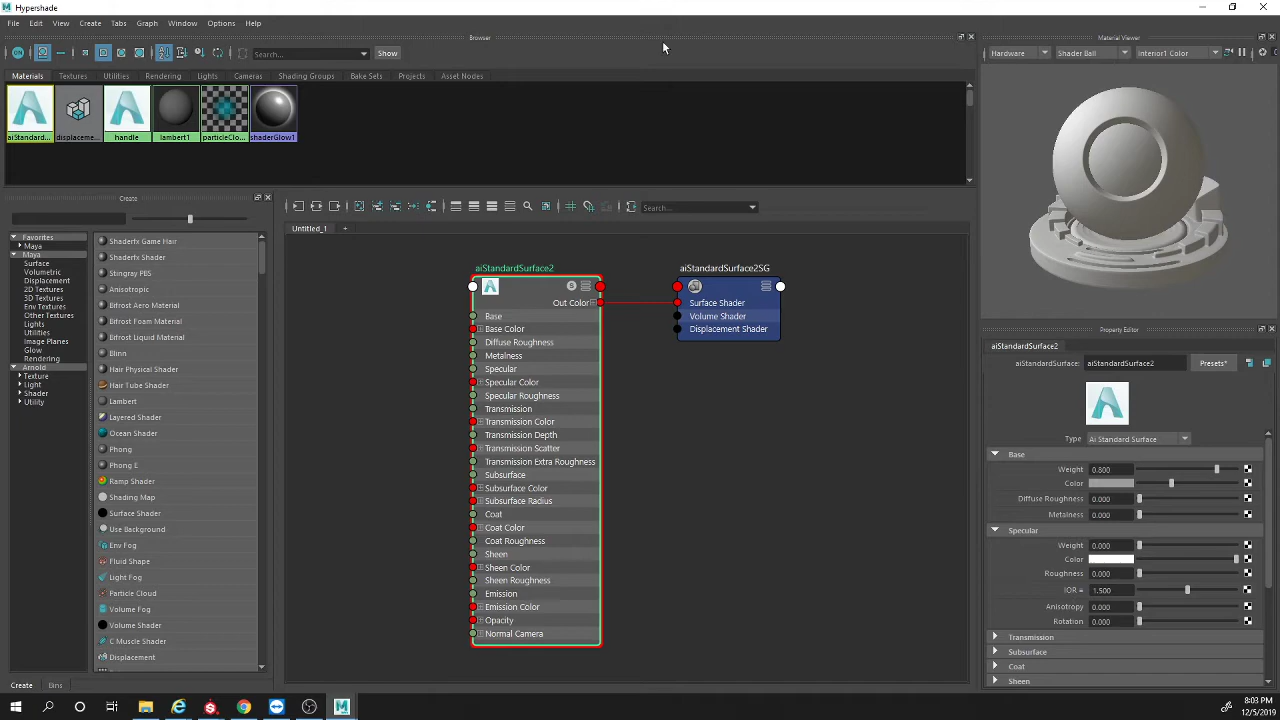 Hypershade
File Edit View Create Tabs Graph Window Options Help
Browser
ON Search... Show
Materials Textures Utilities Rendering Lights Cameras Shading Groups Bake Sets Projects Asset Nodes
aiStandard... displaceme... handle lambert1 particleClo... shaderGlow1
Create
Favorites
Maya
Maya
Surface
Volumetric
Displacement
2D Textures
3D Textures
Env Textures
Other Textures
Lights
Utilities
Image Planes
Glow
Rendering
Arnold
Texture
Light
Shader
Utility
Shaderfx Game Hair
Shaderfx Shader
Stingray PBS
Anisotropic
Bifrost Aero Material
Bifrost Foam Material
Bifrost Liquid Material
Blinn
Hair Physical Shader
Hair Tube Shader
Lambert
Layered Shader
Ocean Shader
Phong
Phong E
Ramp Shader
Shading Map
Surface Shader
Use Background
Env Fog
Fluid Shape
Light Fog
Particle Cloud
Volume Fog
Volume Shader
C Muscle Shader
Displacement
Create Bins
Search...
Untitled_1 +
aiStandardSurface2
S
Out Color
Base
Base Color
Diffuse Roughness
Metalness
Specular
Specular Color
Specular Roughness
Transmission
Transmission Color
Transmission Depth
Transmission Scatter
Transmission Extra Roughness
Subsurface
Subsurface Color
Subsurface Radius
Coat
Coat Color
Coat Roughness
Sheen
Sheen Color
Sheen Roughness
Emission
Emission Color
Opacity
Normal Camera
aiStandardSurface2SG
Surface Shader
Volume Shader
Displacement Shader
Material Viewer
Hardware Shader Ball Interior1 Color
Property Editor
aiStandardSurface2
aiStandardSurface: aiStandardSurface2 Presets*
Type Ai Standard Surface
Base
Weight 0.800
Color
Diffuse Roughness 0.000
Metalness 0.000
Specular
Weight 0.000
Color
Roughness 0.000
IOR = 1.500
Anisotropy 0.000
Rotation 0.000
Transmission
Subsurface
Coat
Sheen
8:03 PM
12/5/2019